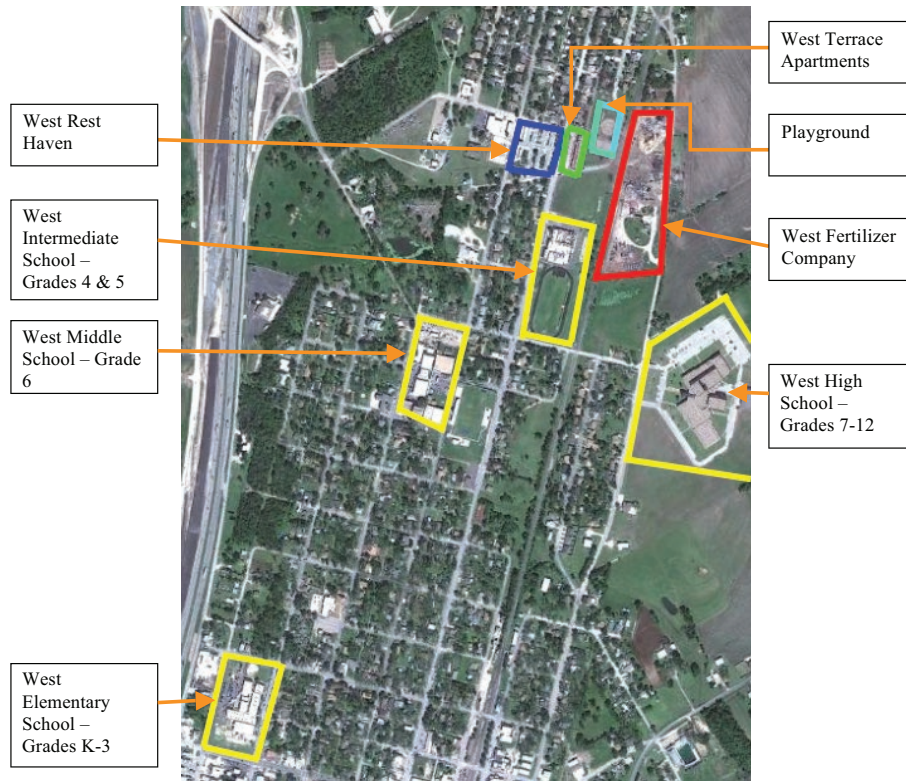 West Terrace
Apartments
West Rest
Haven
Playground
West
Intermediate
School –
Grades 4 & 5
West Fertilizer
Company
West Middle
School – Grade
6
West High
School –
Grades 7-12
West
Elementary
School –
Grades K-3